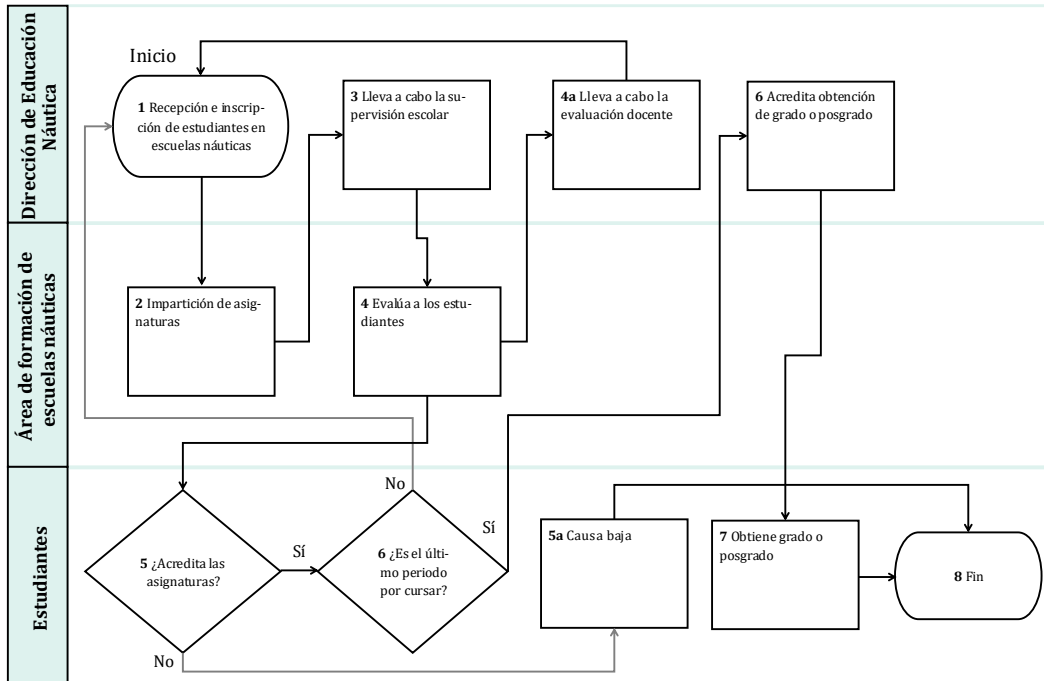 Dirección de Educación
Náutica
Inicio
1 Recepción e inscrip-
ción de estudiantes en
escuelas náuticas
3 Lleva a cabo la su-
pervisión escolar
4a Lleva a cabo la
evaluación docente
6 Acredita obtención
de grado o posgrado
Área de formación de
escuelas náuticas
2 Impartición de asig-
naturas
4 Evalúa a los estu-
diantes
Estudiantes
5 ¿Acredita las
asignaturas?
Sí
No
6 ¿Es el últi-
mo periodo
por cursar?
No
Sí
5a Causa baja
7 Obtiene grado o
posgrado
8 Fin